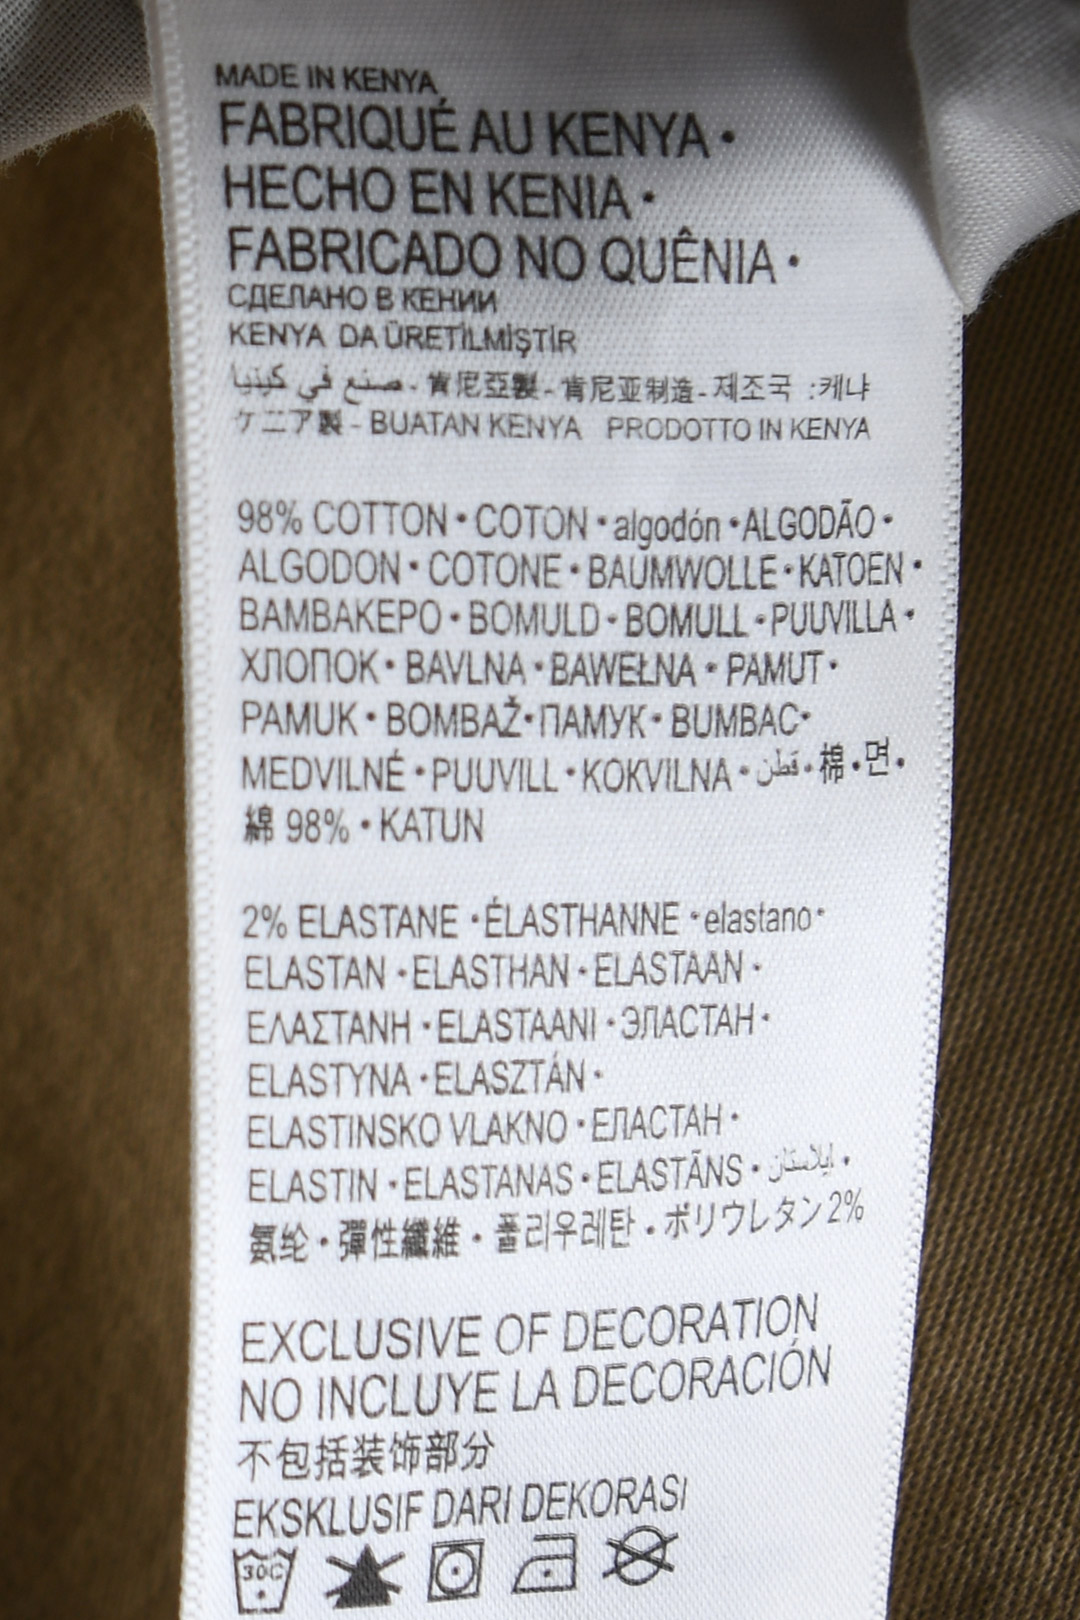 MADE IN KENYA
FABRIQUÉ AU KENYA •
HECHO EN KENIA •
FABRICADO NO QUÊNIA •
СДЕЛАНО В КЕНИИ
KENYA DA ÜRETİLMİŞTİR
صنع في كينيا - 肯尼亞製 - 肯尼亚制造 - 제조국 :케냐
ケニア製 - BUATAN KENYA PRODOTTO IN KENYA
98% COTTON • COTON • algodón • ALGODÃO •
ALGODON • COTONE • BAUMWOLLE • KATOEN •
BAMBAKEPO • BOMULD • BOMULL • PUUVILLA •
ХЛОПОК • BAVLNA • BAWEŁNA • PAMUT •
PAMUK • BOMBAŽ • ПАМУК • BUMBAC •
MEDVILNÉ • PUUVILL • KOKVILNA • قطن • 棉 • 면 •
綿 98% • KATUN
2% ELASTANE • ÉLASTHANNE • elastano •
ELASTAN • ELASTHAN • ELASTAAN •
ΕΛΑΣΤΑΝΗ • ELASTAANI • ЭЛАСТАН •
ELASTYNA • ELASZTÁN •
ELASTINSKO VLAKNO • ЕЛАСТАН •
ELASTIN • ELASTANAS • ELASTĀNS • ايلاستان •
氨纶 • 彈性纖維 • 폴리우레탄 • ポリウレタン 2%
EXCLUSIVE OF DECORATION
NO INCLUYE LA DECORACIÓN
不包括装饰部分
EKSKLUSIF DARI DEKORASI
30C